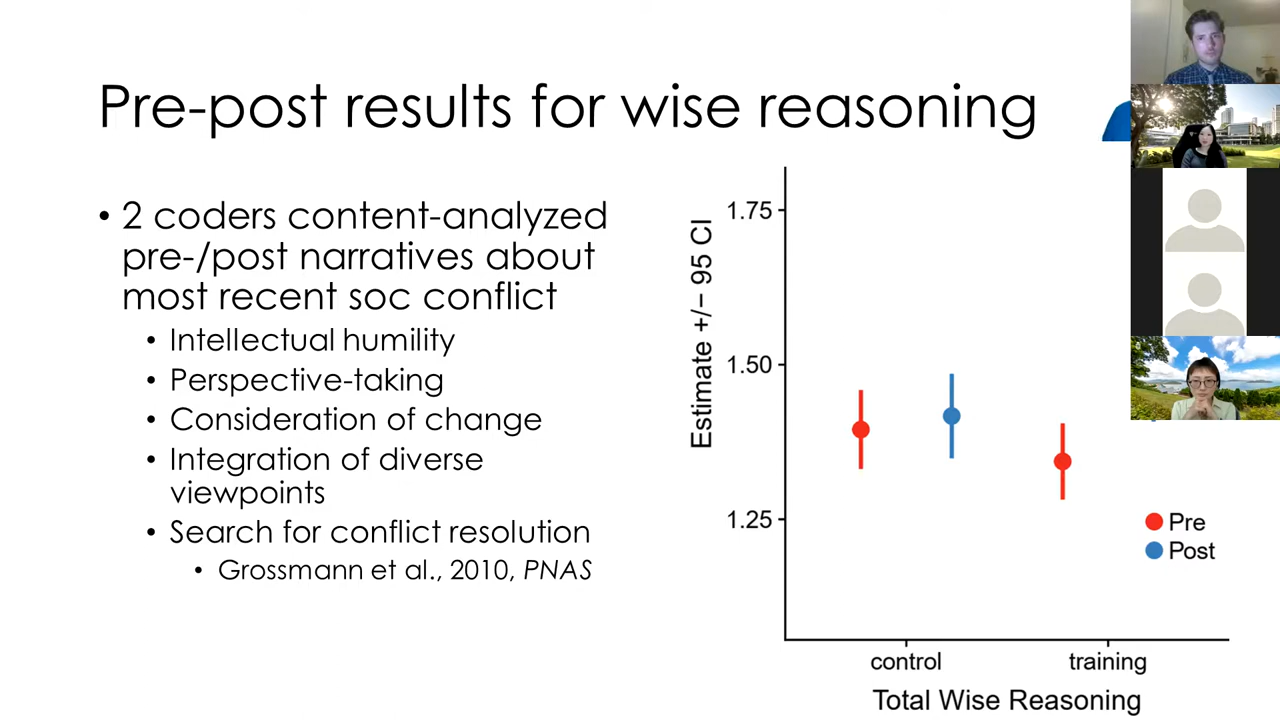 Pre-post results for wise reasoning
• 2 coders content-analyzed
pre-/post narratives about
most recent soc conflict
• Intellectual humility
• Perspective-taking
• Consideration of change
• Integration of diverse
viewpoints
• Search for conflict resolution
• Grossmann et al., 2010, PNAS
Estimate +/− 95 CI
1.75
1.50
1.25
Pre
Post
control
training
Total Wise Reasoning